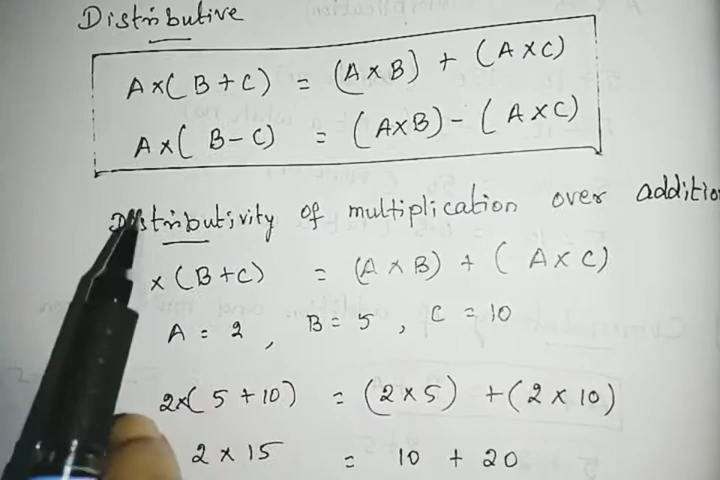 Distributive
A×(B+C) = (A×B) + (A×C)
A×(B-C) = (A×B) - (A×C)
Distributivity of multiplication over additio
×(B+C) = (A×B) + (A×C)
A = 2, B = 5, C = 10
2×(5+10) = (2×5) + (2×10)
2×15 = 10 + 20